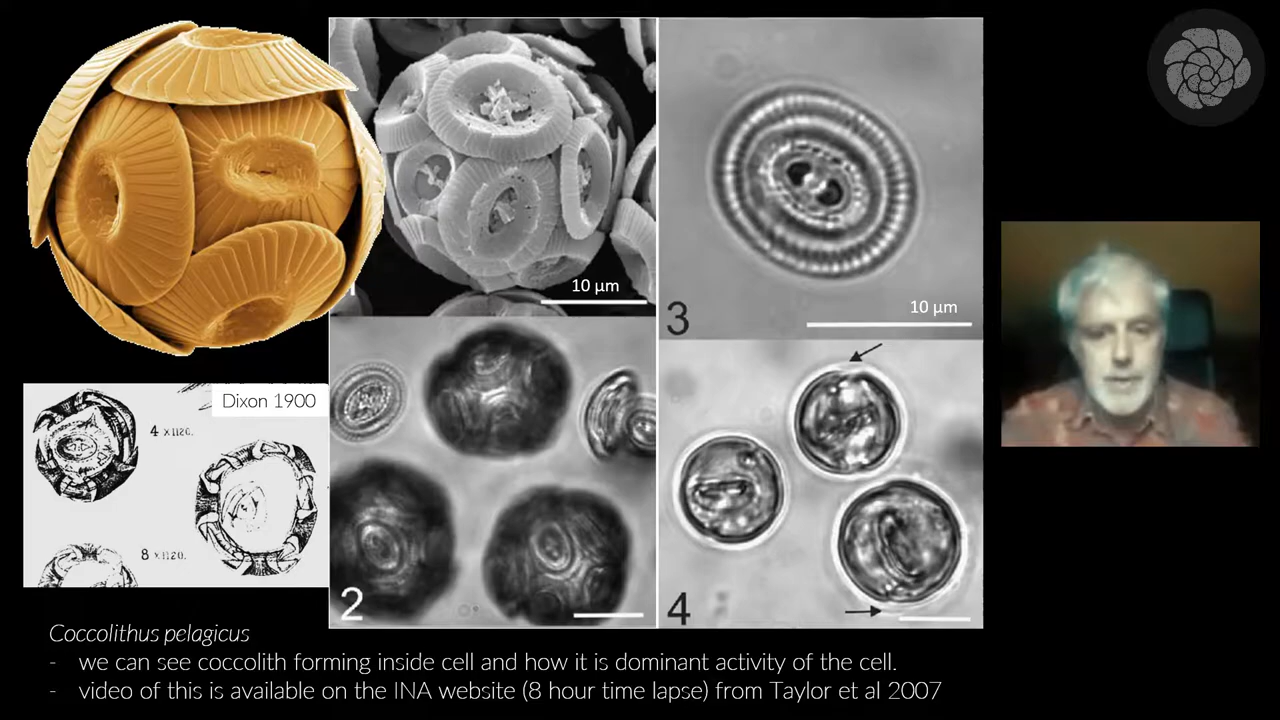 10 µm
3
10 µm
Dixon 1900
4 x1120.
8 x1120.
2
4
Coccolithus pelagicus
- we can see coccolith forming inside cell and how it is dominant activity of the cell.
- video of this is available on the INA website (8 hour time lapse) from Taylor et al 2007